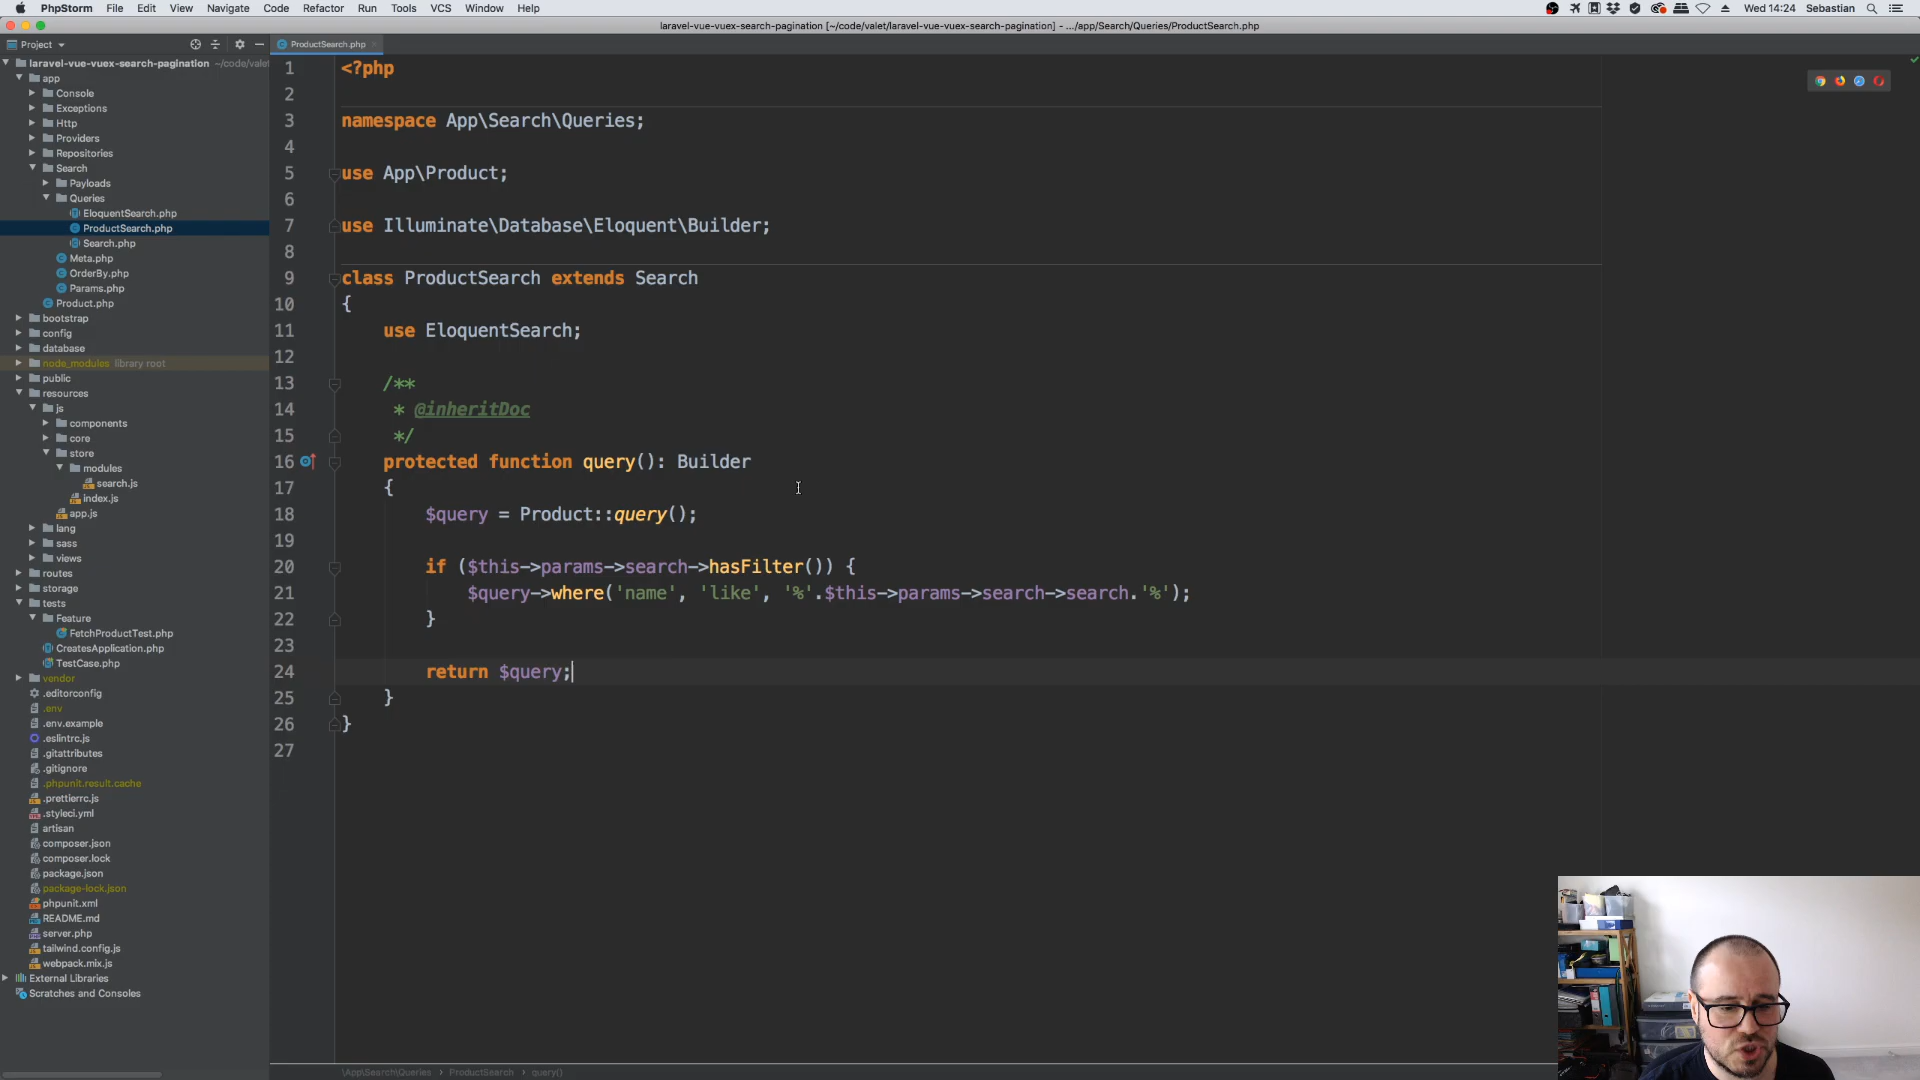 PhpStorm File Edit View Navigate Code Refactor Run Tools VCS Window Help Wed 14:24 Sebastian
laravel-vue-vuex-search-pagination [~/code/valet/laravel-vue-vuex-search-pagination] - .../app/Search/Queries/ProductSearch.php
Project
ProductSearch.php
laravel-vue-vuex-search-pagination ~/code/valet
app
Console
Exceptions
Http
Providers
Repositories
Search
Payloads
Queries
EloquentSearch.php
ProductSearch.php
Search.php
Meta.php
OrderBy.php
Params.php
Product.php
bootstrap
config
database
node_modules library root
public
resources
js
components
core
store
modules
search.js
index.js
app.js
lang
sass
views
routes
storage
tests
Feature
FetchProductTest.php
CreatesApplication.php
TestCase.php
vendor
.editorconfig
.env
.env.example
.eslintrc.js
.gitattributes
.gitignore
.phpunit.result.cache
.prettierrc.js
.styleci.yml
artisan
composer.json
composer.lock
package.json
package-lock.json
phpunit.xml
README.md
server.php
tailwind.config.js
webpack.mix.js
External Libraries
Scratches and Consoles
1 <?php
2
3 namespace App\Search\Queries;
4
5 use App\Product;
6
7 use Illuminate\Database\Eloquent\Builder;
8
9 class ProductSearch extends Search
10 {
11 use EloquentSearch;
12
13 /**
14 * @inheritDoc
15 */
16 protected function query(): Builder
17 {
18 $query = Product::query();
19
20 if ($this->params->search->hasFilter()) {
21 $query->where('name', 'like', '%'.$this->params->search->search.'%');
22 }
23
24 return $query;
25 }
26 }
27
\App\Search\Queries › ProductSearch › query()